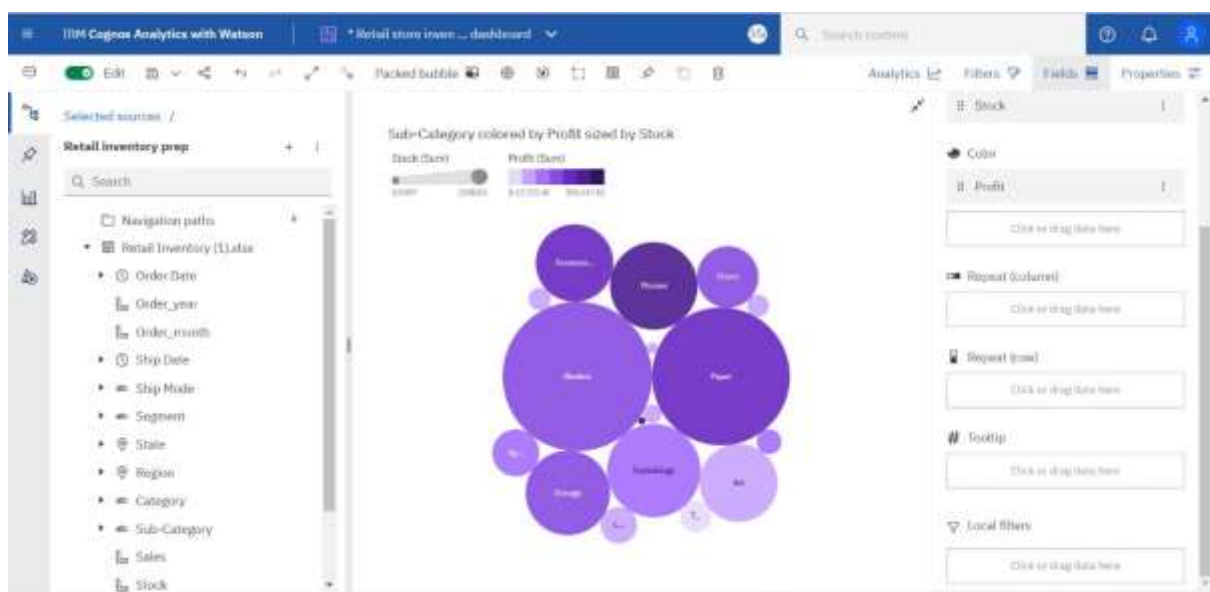 IBM Cognos Analytics with Watson
* Retail store inven ... dashboard
Search content
Edit
Packed bubble
Analytics
Filters
Fields
Properties
Selected sources /
Retail inventory prep
Search
Navigation paths
Retail Inventory (1).xlsx
Order Date
Order_year
Order_month
Ship Date
Ship Mode
Segment
State
Region
Category
Sub-Category
Sales
Stock
Sub-Category colored by Profit sized by Stock
Stock (Sum)
Profit (Sum)
Phones
Binders
Paper
Storage
Furnishings
Art
Stock
Color
Profit
Click or drag data here
Repeat (column)
Click or drag data here
Repeat (row)
Click or drag data here
Tooltip
Click or drag data here
Local filters
Click or drag data here